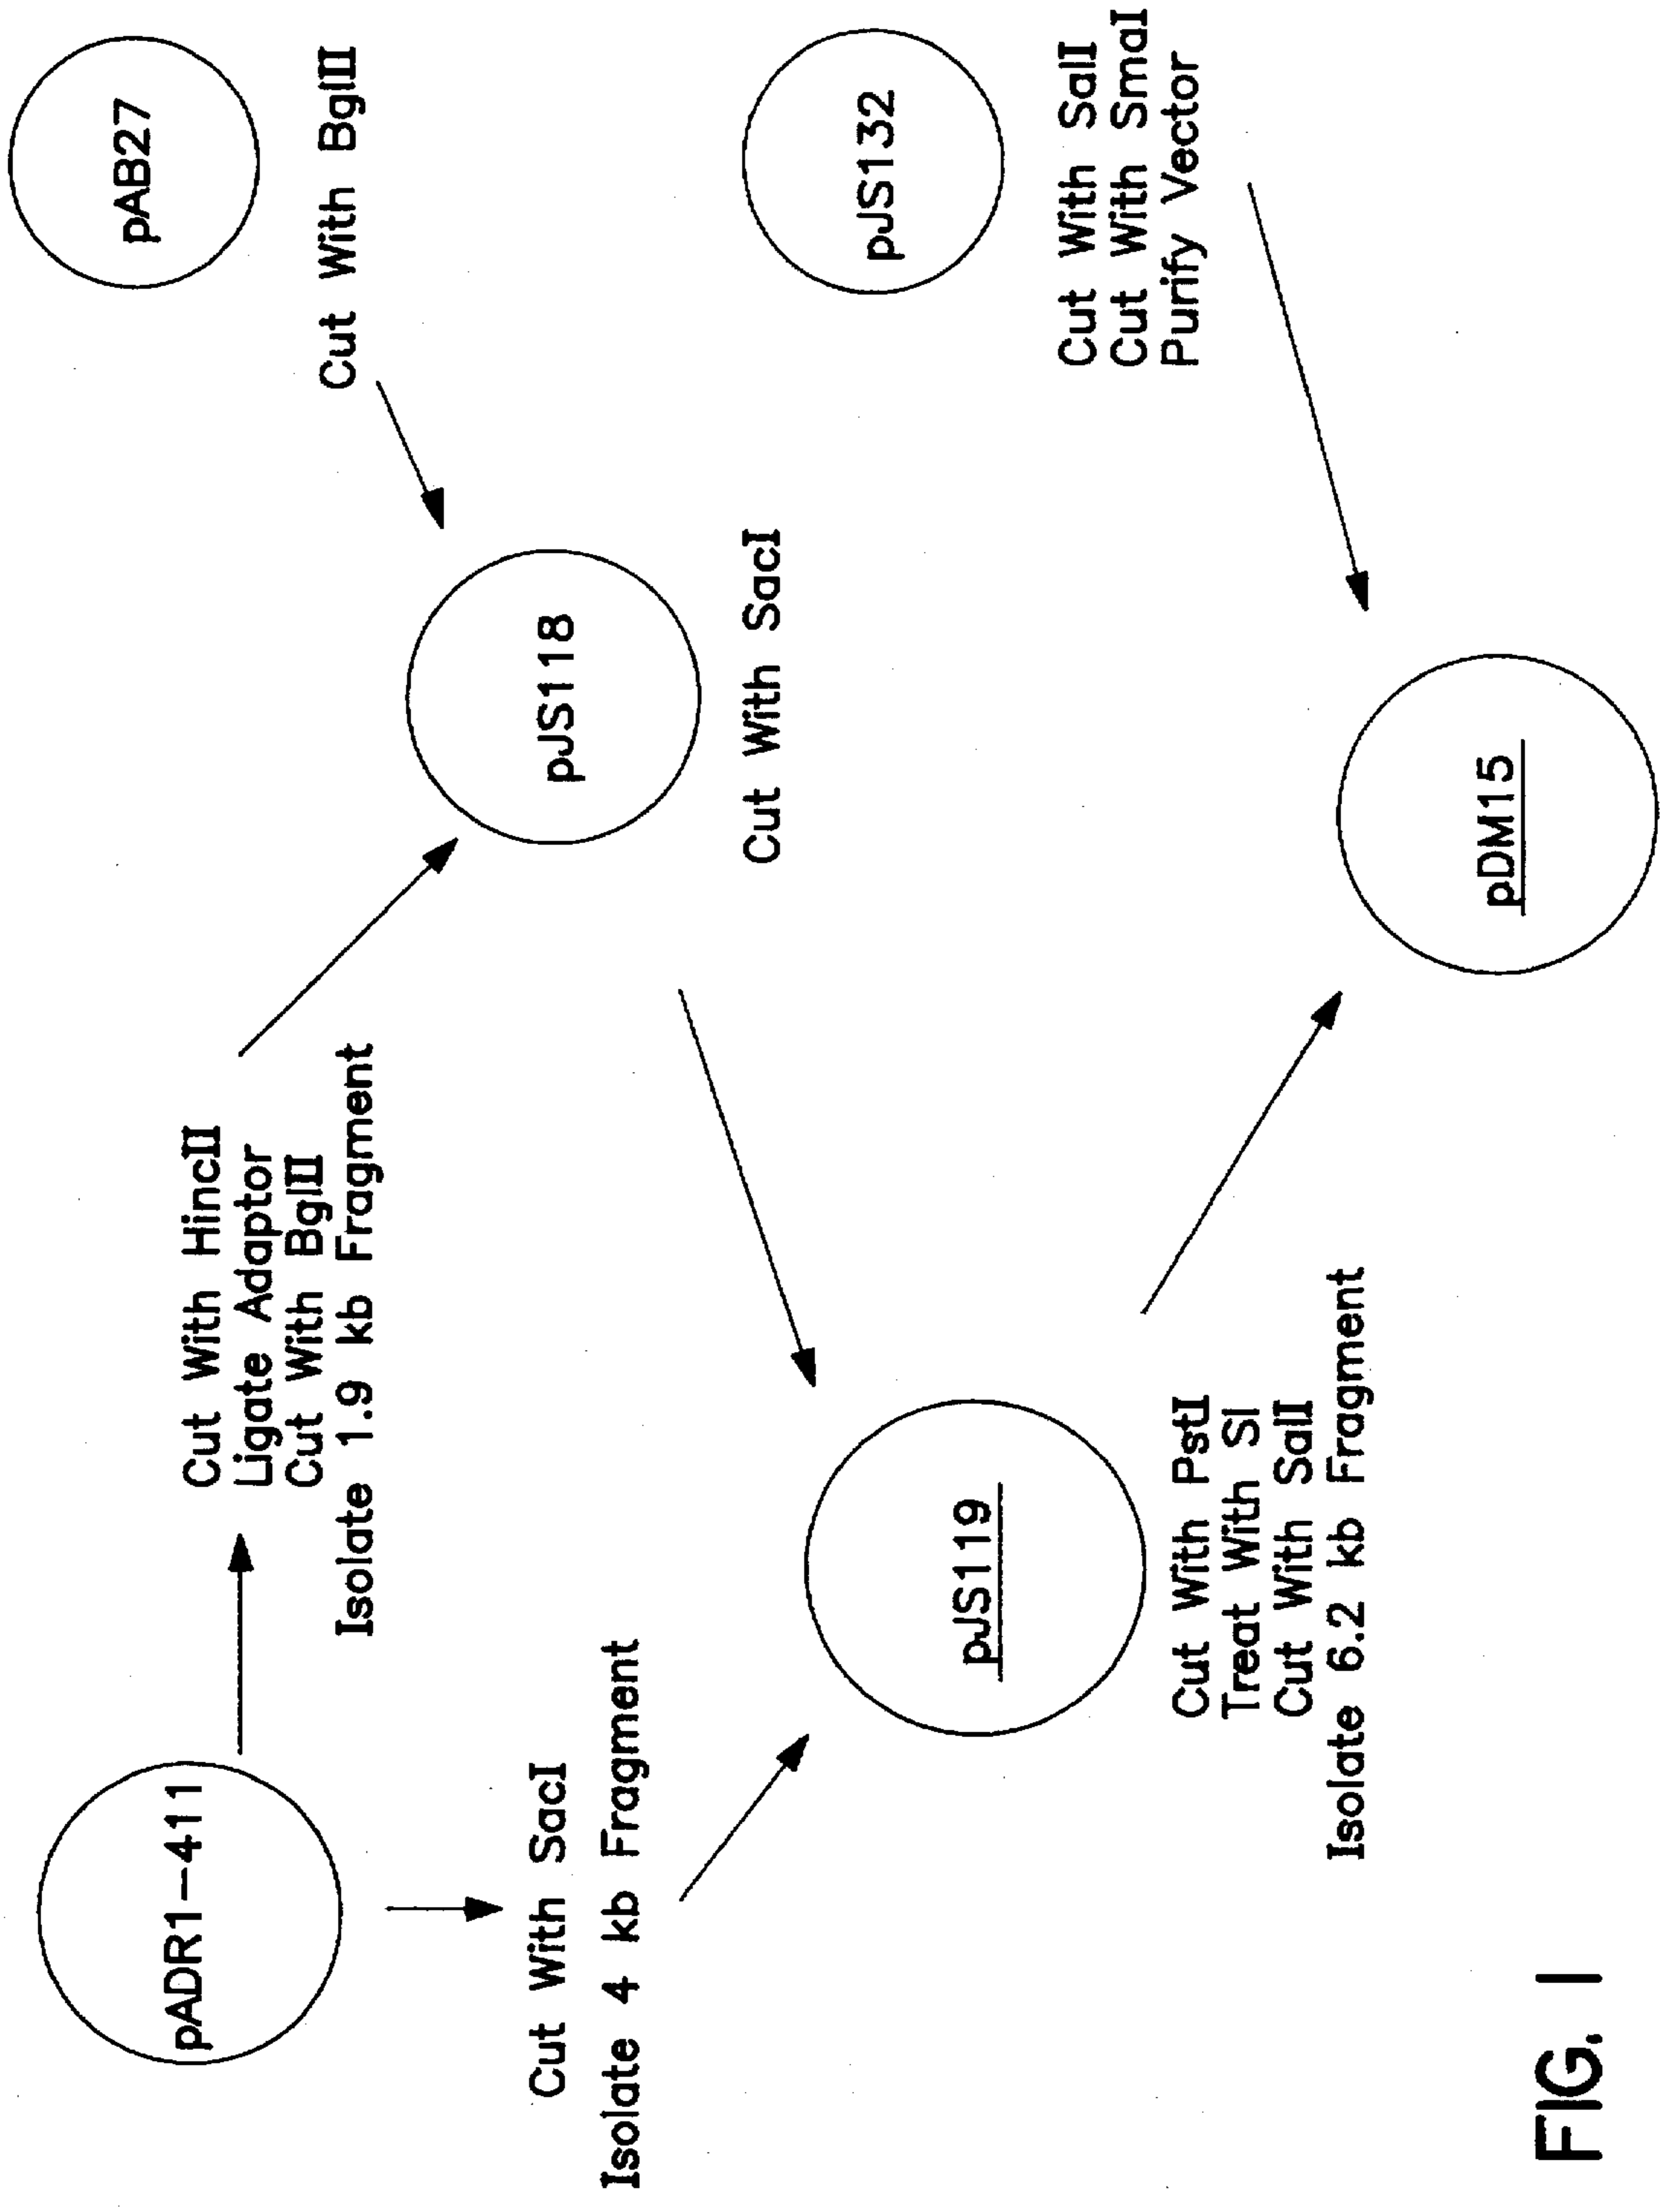 pADR1-411
Cut With HincII
Ligate Adaptor
Cut With BglII
Isolate 1.9 kb Fragment
pAB27
Cut With BglII
Cut With SacI
Isolate 4 kb Fragment
pJS118
Cut With SacI
pJS119
Cut With PstI
Treat With SI
Cut With SalI
Isolate 6.2 kb Fragment
pJS132
Cut With SalI
Cut With SmaI
Purify Vector
pDM15
FIG. 1